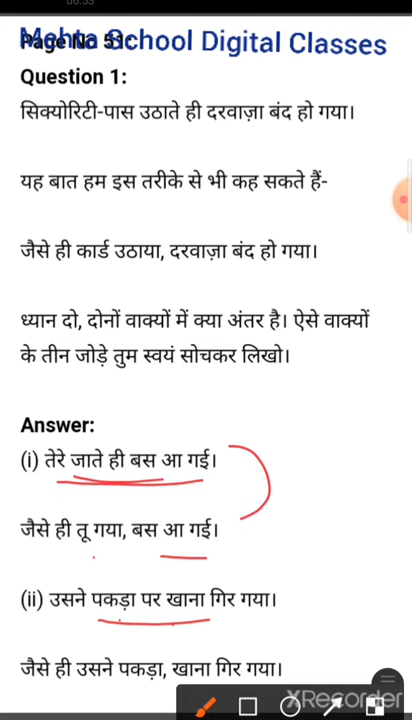 Mehta School Digital Classes
Question 1:
सिक्योरिटी-पास उठाते ही दरवाज़ा बंद हो गया।
यह बात हम इस तरीके से भी कह सकते हैं-
जैसे ही कार्ड उठाया, दरवाज़ा बंद हो गया।
ध्यान दो, दोनों वाक्यों में क्या अंतर है। ऐसे वाक्यों
के तीन जोड़े तुम स्वयं सोचकर लिखो।
Answer:
(i) तेरे जाते ही बस आ गई।
जैसे ही तू गया, बस आ गई।
(ii) उसने पकड़ा पर खाना गिर गया।
जैसे ही उसने पकड़ा, खाना गिर गया।
XRecorder